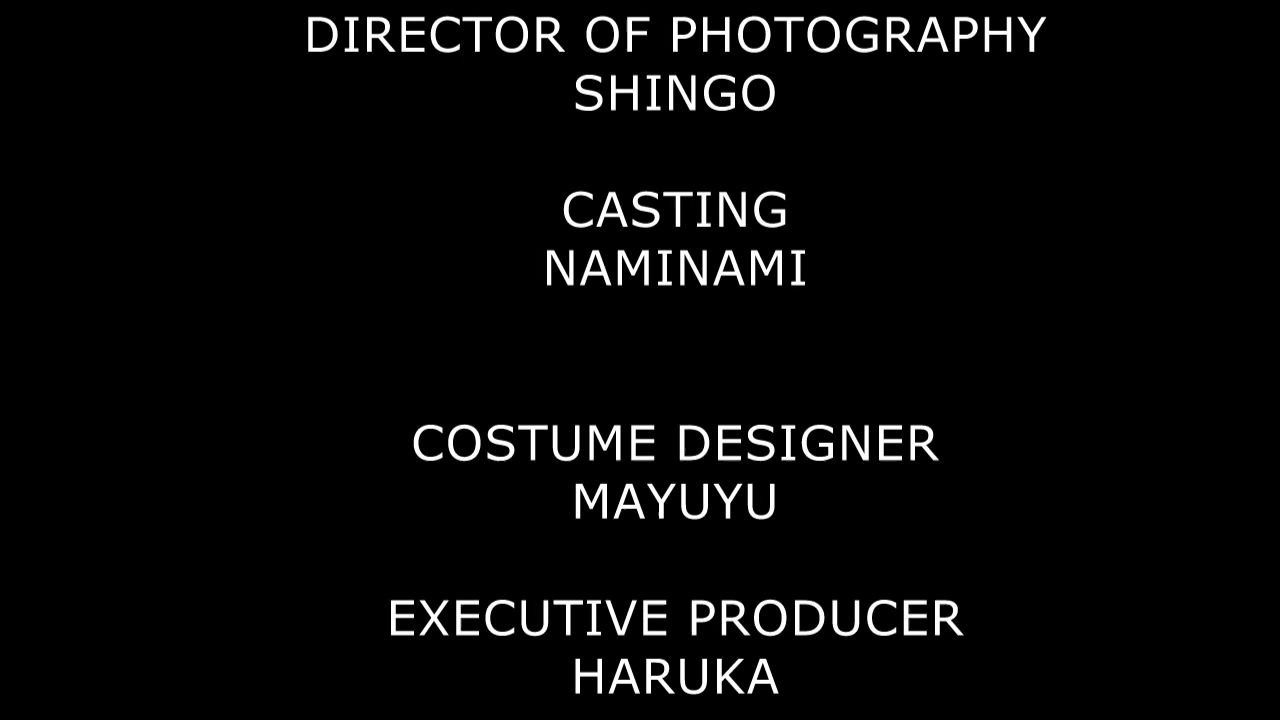 DIRECTOR OF PHOTOGRAPHY
SHINGO
CASTING
NAMINAMI
COSTUME DESIGNER
MAYUYU
EXECUTIVE PRODUCER
HARUKA